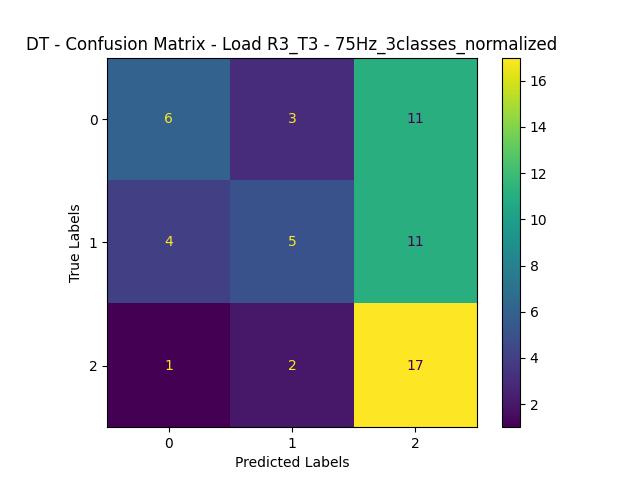 DT - Confusion Matrix - Load R3_T3 - 75Hz_3classes_normalized
0 6 3 11
1 4 5 11
2 1 2 17
0 1 2
True Labels
Predicted Labels
16
14
12
10
8
6
4
2